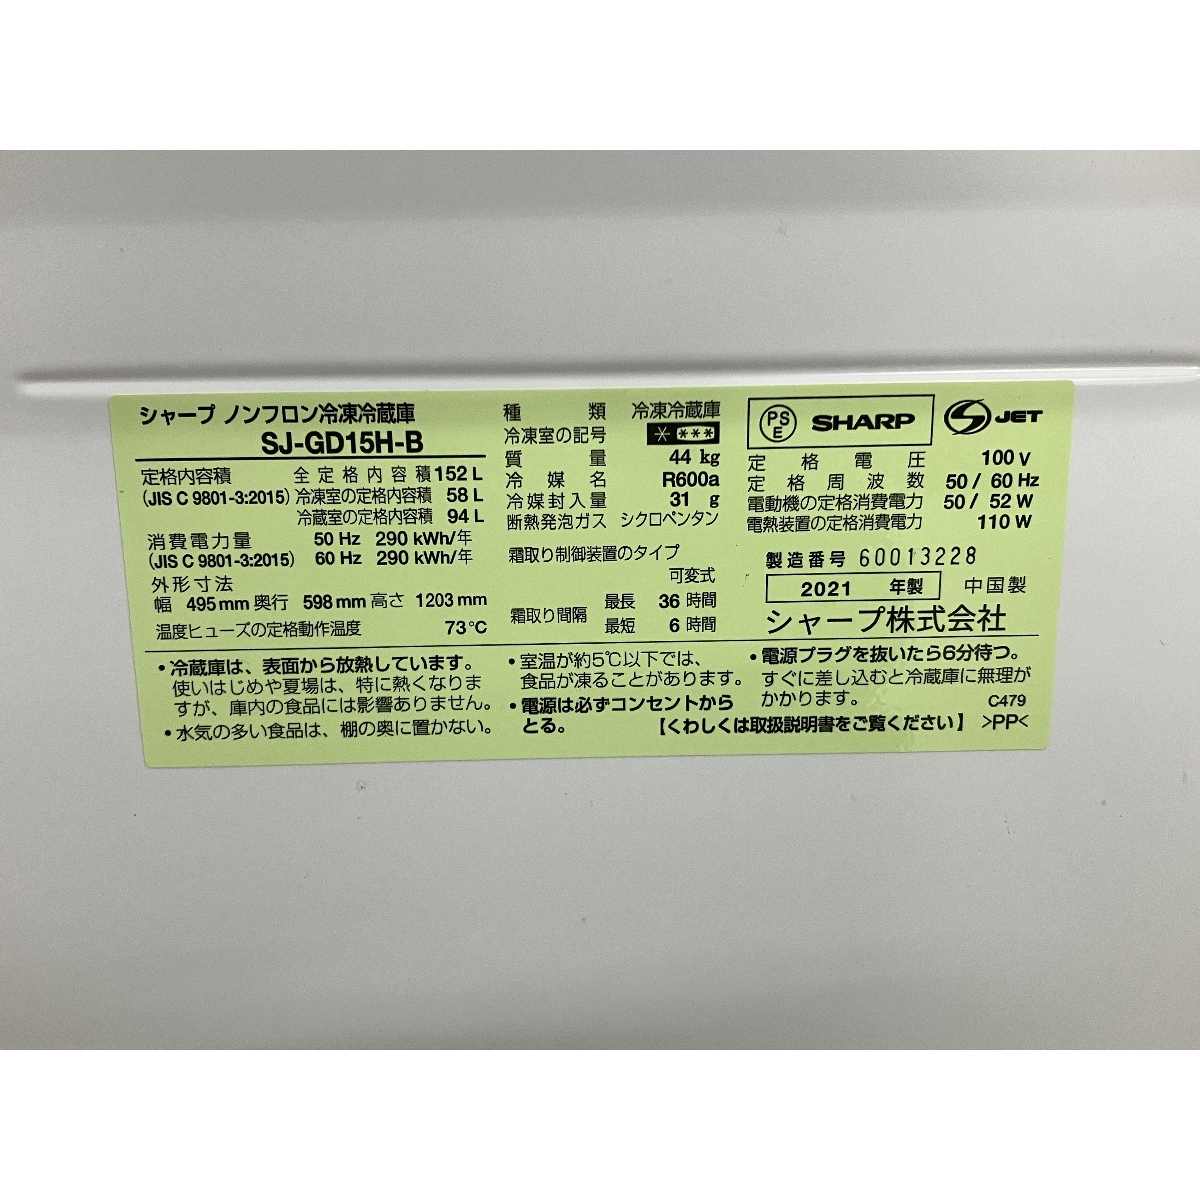 シャープ ノンフロン冷凍冷蔵庫
SJ-GD15H-B
定格内容積 全定格内容積 152 L
(JIS C 9801-3:2015) 冷凍室の定格内容積 58 L
冷蔵室の定格内容積 94 L
消費電力量 50 Hz 290 kWh/年
(JIS C 9801-3:2015) 60 Hz 290 kWh/年
外形寸法
幅 495 mm 奥行 598 mm 高さ 1203 mm
温度ヒューズの定格動作温度 73℃
種類 冷凍冷蔵庫
冷凍室の記号 * ***
質量 44 kg
冷媒名 R600a
冷媒封入量 31 g
断熱発泡ガス シクロペンタン
霜取り制御装置のタイプ
可変式
霜取り間隔 最長 36 時間
最短 6 時間
PS
E
SHARP
S JET
定格電圧 100 V
定格周波数 50 / 60 Hz
電動機の定格消費電力 50 / 52 W
電熱装置の定格消費電力 110 W
製造番号 60013228
2021 年製 中国製
シャープ株式会社
・冷蔵庫は、表面から放熱しています。
使いはじめや夏場は、特に熱くなりま
すが、庫内の食品には影響ありません。
・水気の多い食品は、棚の奥に置かない。
・室温が約5℃以下では、
食品が凍ることがあります。
・電源は必ずコンセントから
とる。
・電源プラグを抜いたら6分待つ。
すぐに差し込むと冷蔵庫に無理が
かかります。
C479
【くわしくは取扱説明書をご覧ください】 >PP<